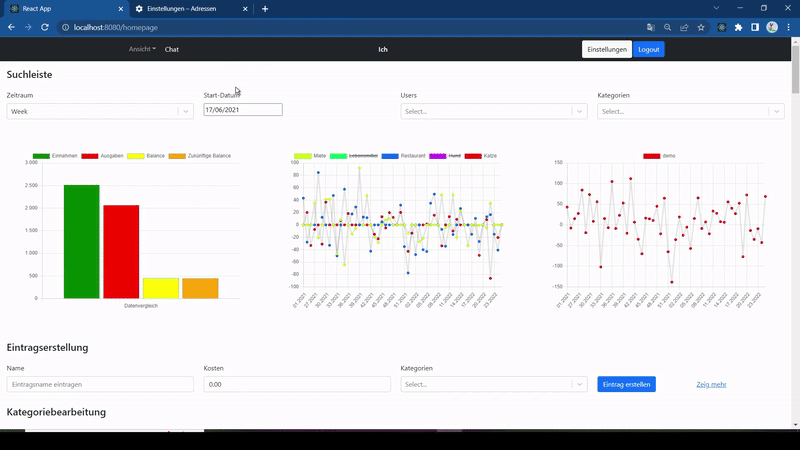 React App
Einstellungen – Adressen
localhost:8080/homepage
Ansicht Chat Ich Einstellungen Logout
Suchleiste
Zeitraum Start-Datum Users Kategorien
Week 17/06/2021 Select... Select...
Einnahmen Ausgaben Balance Zukünftige Balance
3.000
2.500
2.000
1.500
1.000
500
0
Datenvergleich
Miete Lebensmittel Restaurant Hund Katze
100
80
60
40
20
0
-20
-40
-60
-80
-100
01.2021 27.2021 30.2021 33.2021 36.2021 39.2021 42.2021 45.2021 48.2021 51.2021 02.2022 05.2022 08.2022 11.2022 14.2022 17.2022 20.2022 23.2022
demo
150
100
50
0
-50
-100
-150
01.2021 27.2021 30.2021 33.2021 36.2021 39.2021 42.2021 45.2021 48.2021 51.2021 02.2022 05.2022 08.2022 11.2022 14.2022 17.2022 20.2022 23.2022
Eintragserstellung
Name Kosten Kategorien
Eintragsname eintragen 0.00 Select... Eintrag erstellen Zeig mehr
Kategoriebearbeitung